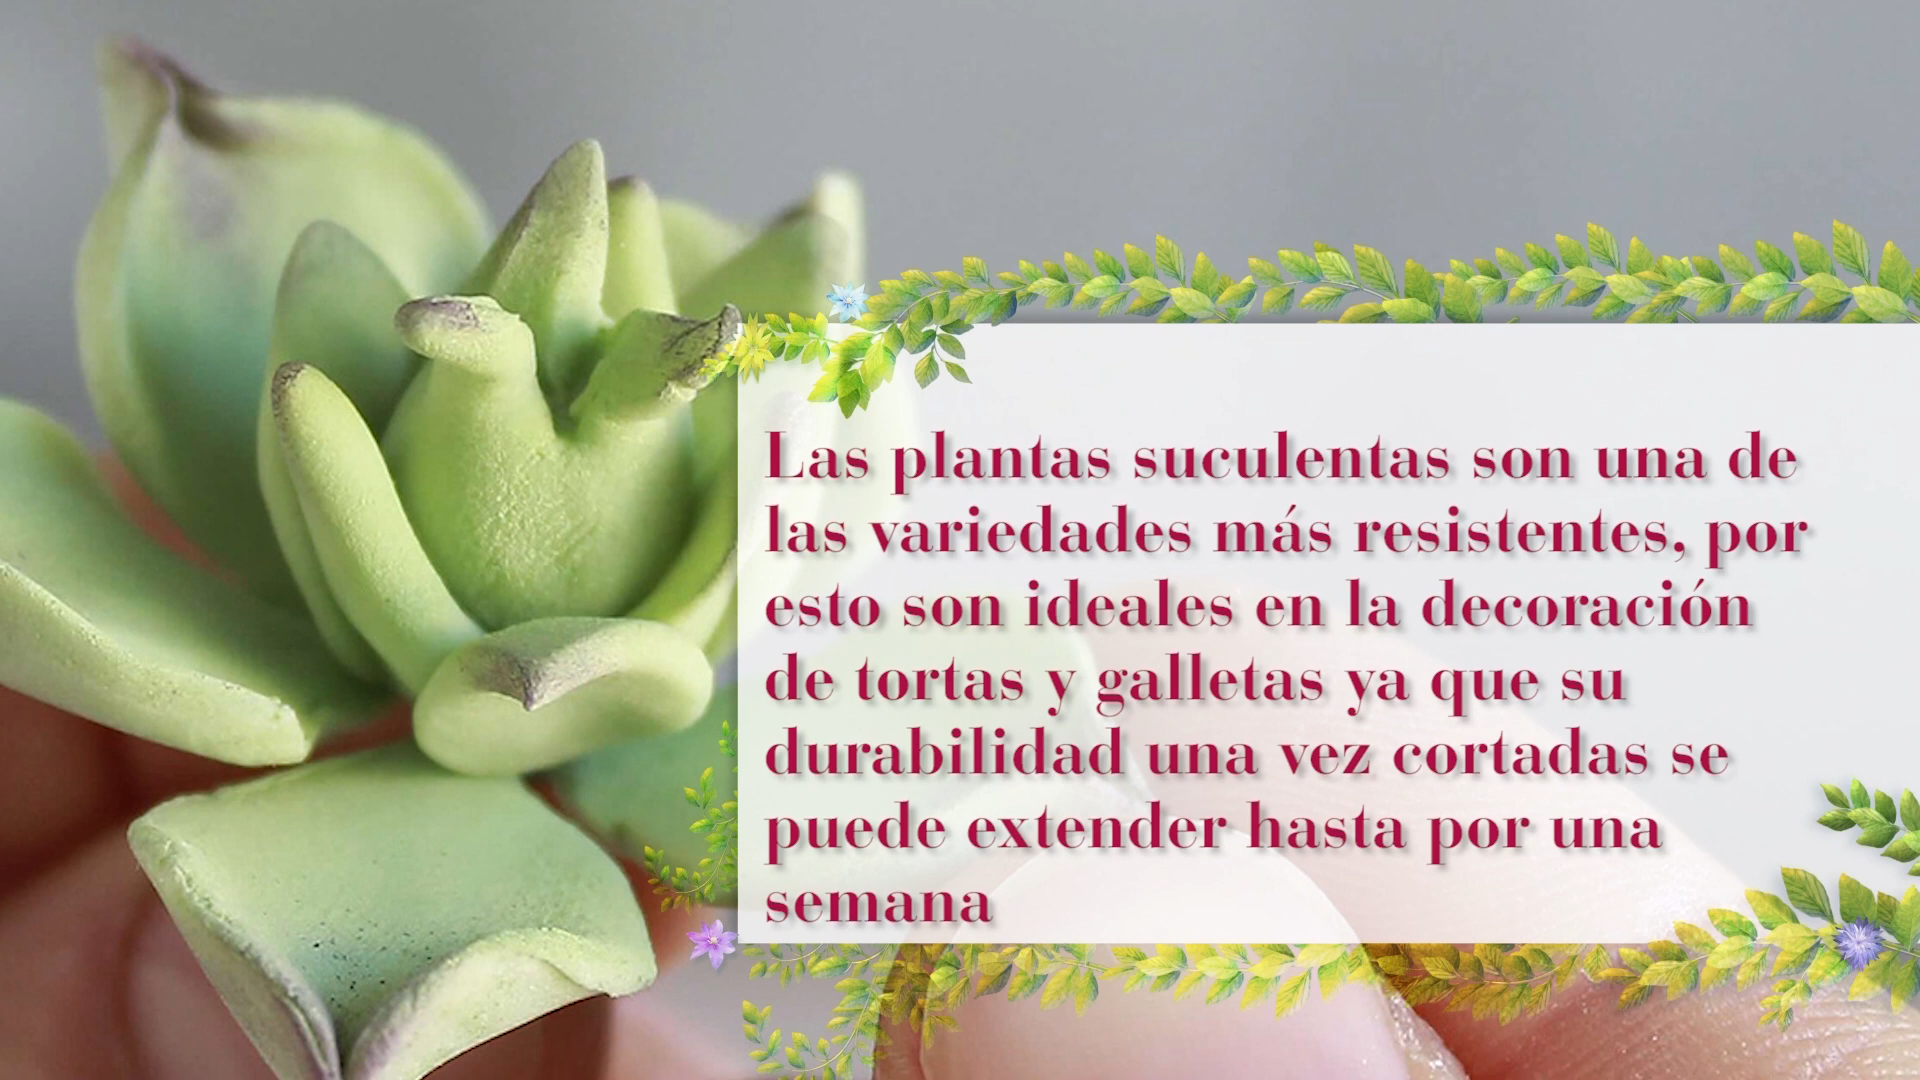 Las plantas suculentas son una de
las variedades más resistentes, por
esto son ideales en la decoración
de tortas y galletas ya que su
durabilidad una vez cortadas se
puede extender hasta por una
semana